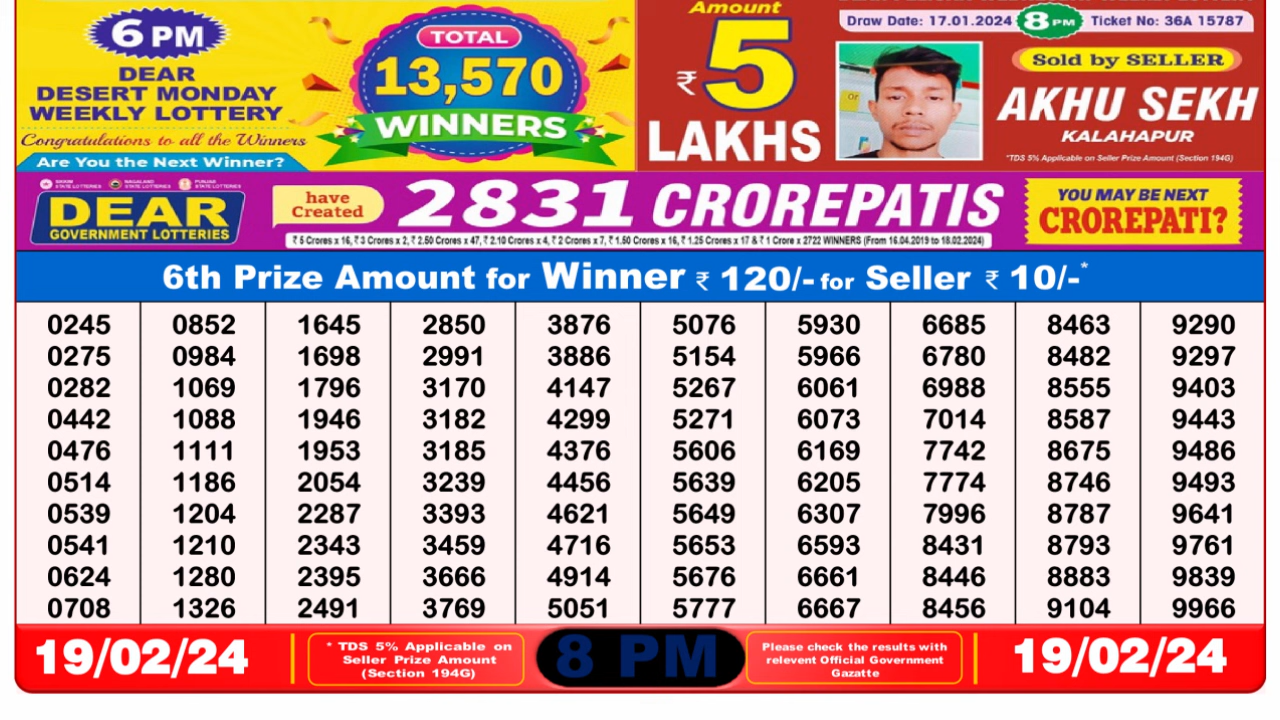 6 PM
DEAR
DESERT MONDAY
WEEKLY LOTTERY
Congratulations to all the Winners
Are You the Next Winner?
TOTAL
13,570
WINNERS
Amount
₹ 5
LAKHS
Draw Date: 17.01.2024 8 PM Ticket No: 36A 15787
Or
Sold by SELLER
AKHU SEKH
KALAHAPUR
*TDS 5% Applicable on Seller Prize Amount (Section 194G)
SIKKIM STATE LOTTERIES NAGALAND STATE LOTTERIES PUNJAB STATE LOTTERIES
DEAR
GOVERNMENT LOTTERIES
have
Created
2831 CROREPATIS
₹ 5 Crores x 16, ₹ 3 Crores x 2, ₹ 2.50 Crores x 47, ₹ 2.10 Crores x 4, ₹ 2 Crores x 7, ₹ 1.50 Crores x 16, ₹ 1.25 Crores x 17 & ₹ 1 Crore x 2722 WINNERS (From 16.04.2019 to 18.02.2024)
YOU MAY BE NEXT
CROREPATI?
6th Prize Amount for Winner ₹ 120/- for Seller ₹ 10/-*
0245 0852 1645 2850 3876 5076 5930 6685 8463 9290
0275 0984 1698 2991 3886 5154 5966 6780 8482 9297
0282 1069 1796 3170 4147 5267 6061 6988 8555 9403
0442 1088 1946 3182 4299 5271 6073 7014 8587 9443
0476 1111 1953 3185 4376 5606 6169 7742 8675 9486
0514 1186 2054 3239 4456 5639 6205 7774 8746 9493
0539 1204 2287 3393 4621 5649 6307 7996 8787 9641
0541 1210 2343 3459 4716 5653 6593 8431 8793 9761
0624 1280 2395 3666 4914 5676 6661 8446 8883 9839
0708 1326 2491 3769 5051 5777 6667 8456 9104 9966
19/02/24
* TDS 5% Applicable on
Seller Prize Amount
(Section 194G)
8 PM
Please check the results with
relevent Official Government
Gazatte
19/02/24